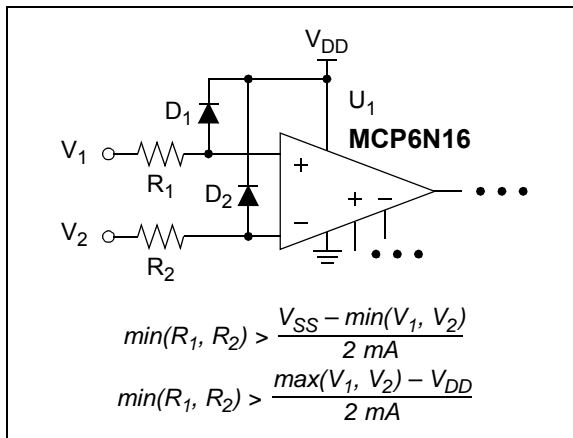 V_DD
D_1
U_1
MCP6N16
V_1
+
R_1
D_2
+ −
−
V_2
R_2
min(R_1, R_2) > (V_SS – min(V_1, V_2)) / 2 mA
min(R_1, R_2) > (max(V_1, V_2) – V_DD) / 2 mA